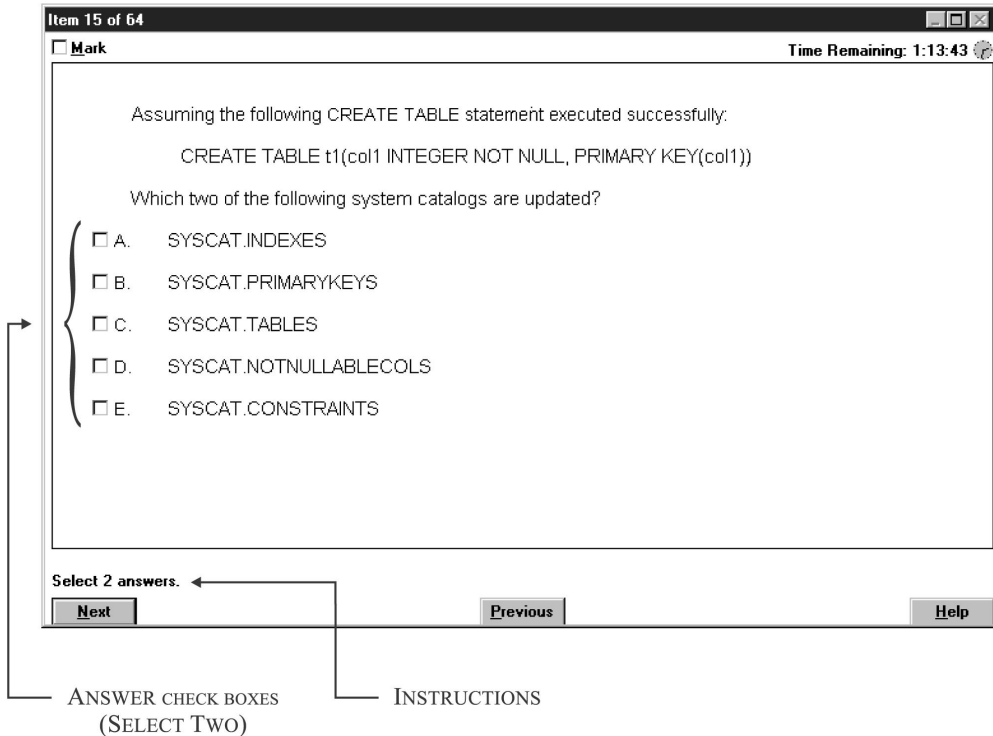 Item 15 of 64
Mark
Time Remaining: 1:13:43
Assuming the following CREATE TABLE statement executed successfully:
CREATE TABLE t1(col1 INTEGER NOT NULL, PRIMARY KEY(col1))
Which two of the following system catalogs are updated?
A. SYSCAT.INDEXES
B. SYSCAT.PRIMARYKEYS
C. SYSCAT.TABLES
D. SYSCAT.NOTNULLABLECOLS
E. SYSCAT.CONSTRAINTS
Select 2 answers.
Next Previous Help
ANSWER CHECK BOXES INSTRUCTIONS
(SELECT TWO)